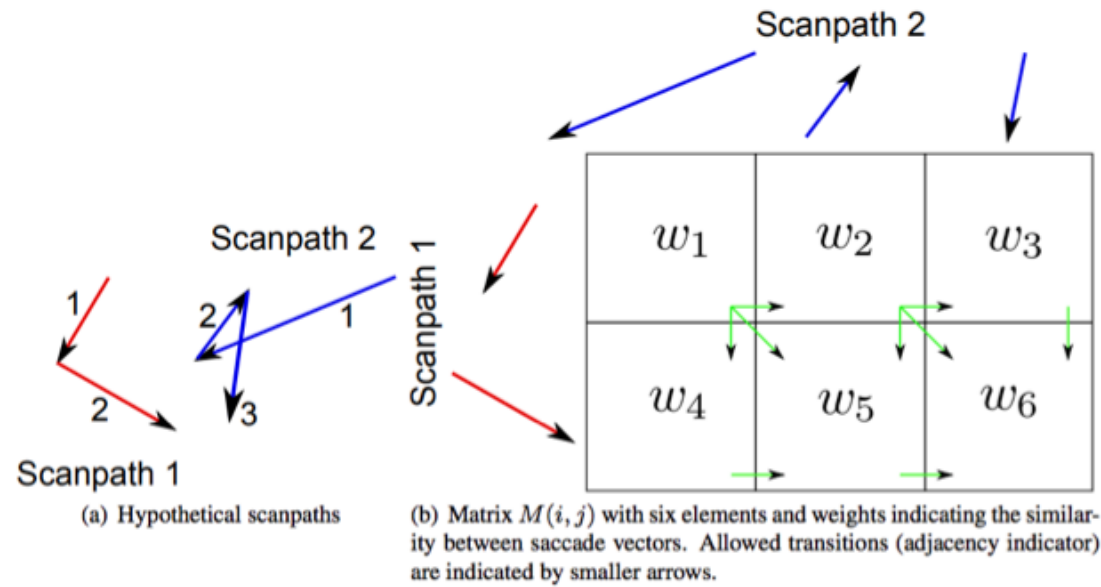 Scanpath 2
Scanpath 2
1
2
1
2
3
Scanpath 1
Scanpath 1
w1 w2 w3
w4 w5 w6
(a) Hypothetical scanpaths
(b) Matrix M(i, j) with six elements and weights indicating the similar-
ity between saccade vectors. Allowed transitions (adjacency indicator)
are indicated by smaller arrows.